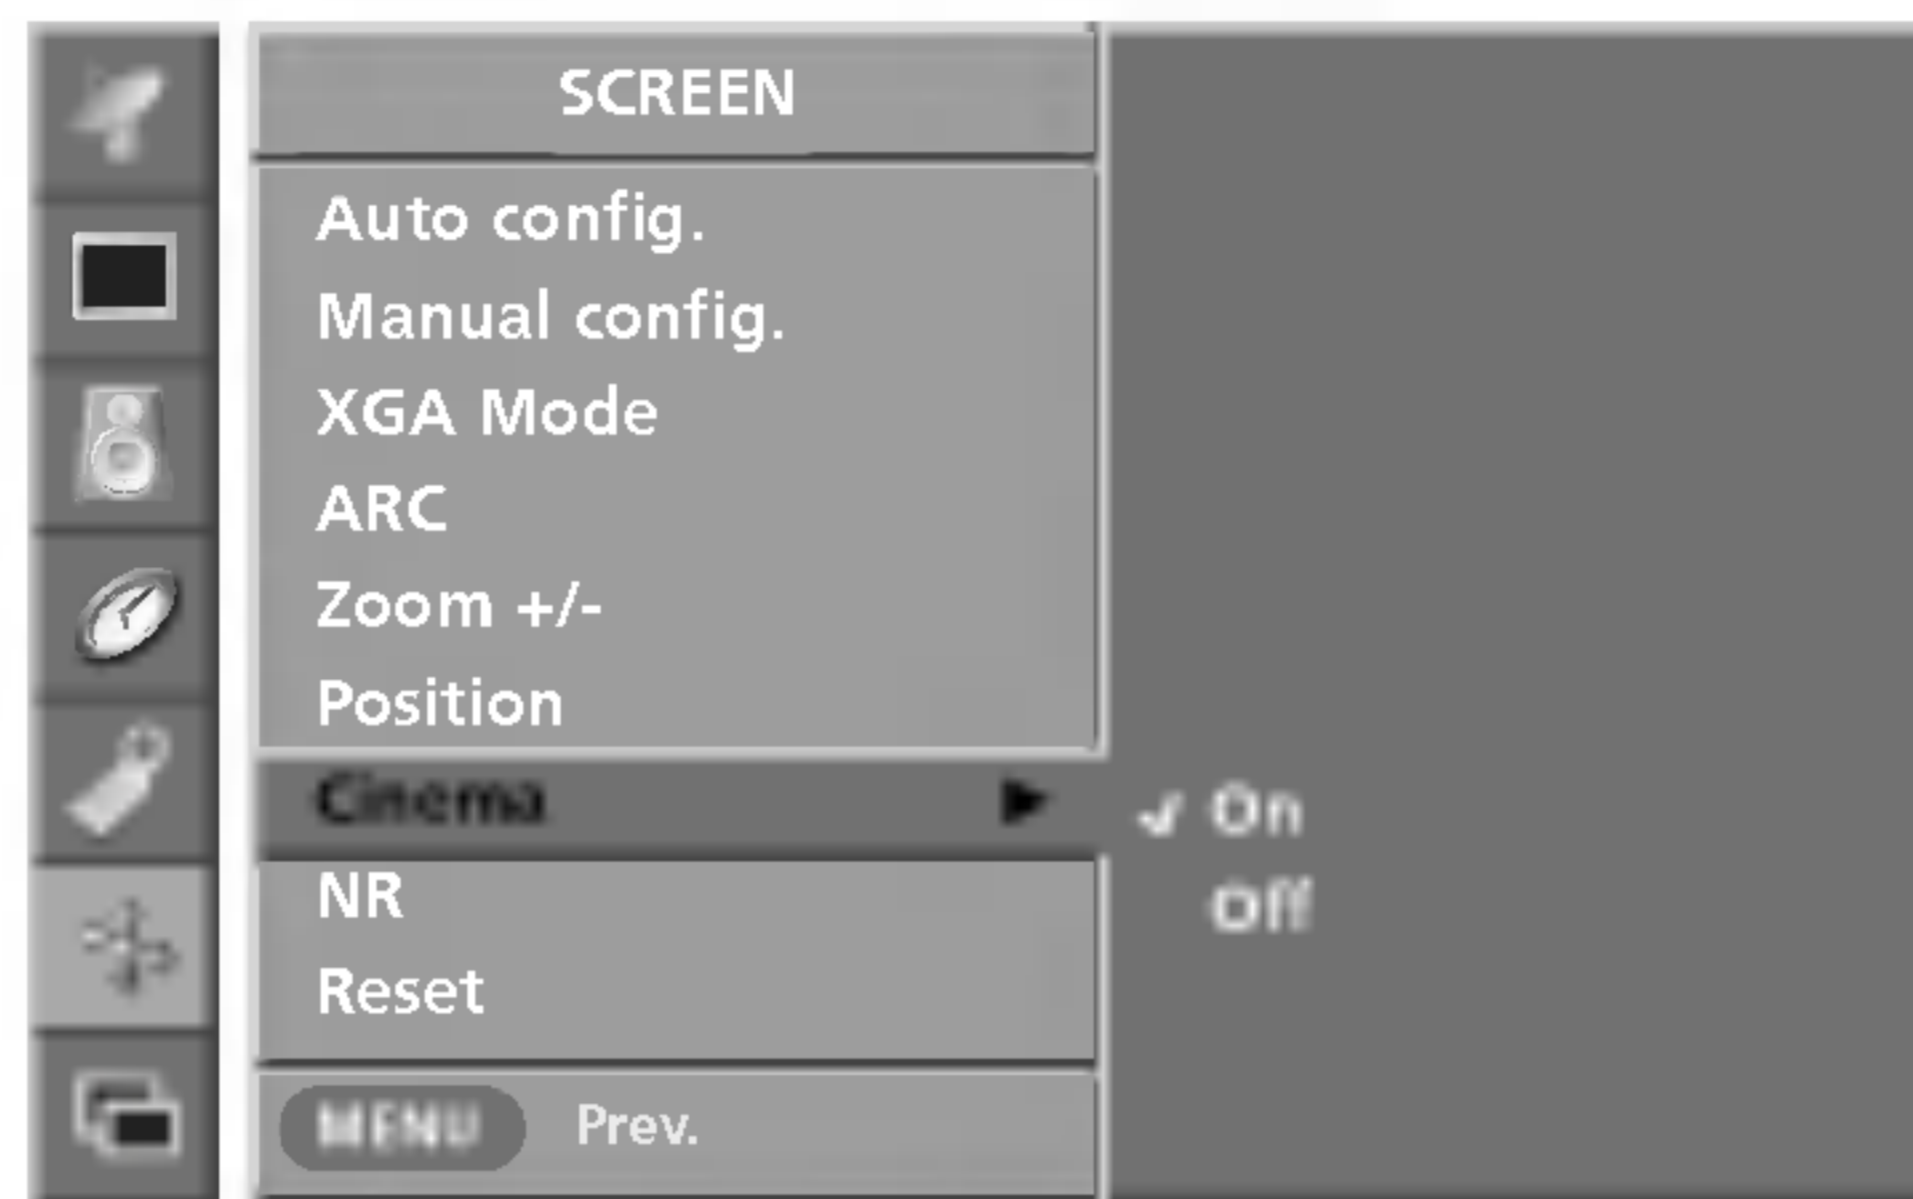 SCREEN
Auto config.
Manual config.
XGA Mode
ARC
Zoom +/-
Position
Cinema ▶ ✓ On
NR Off
Reset
MENU Prev.